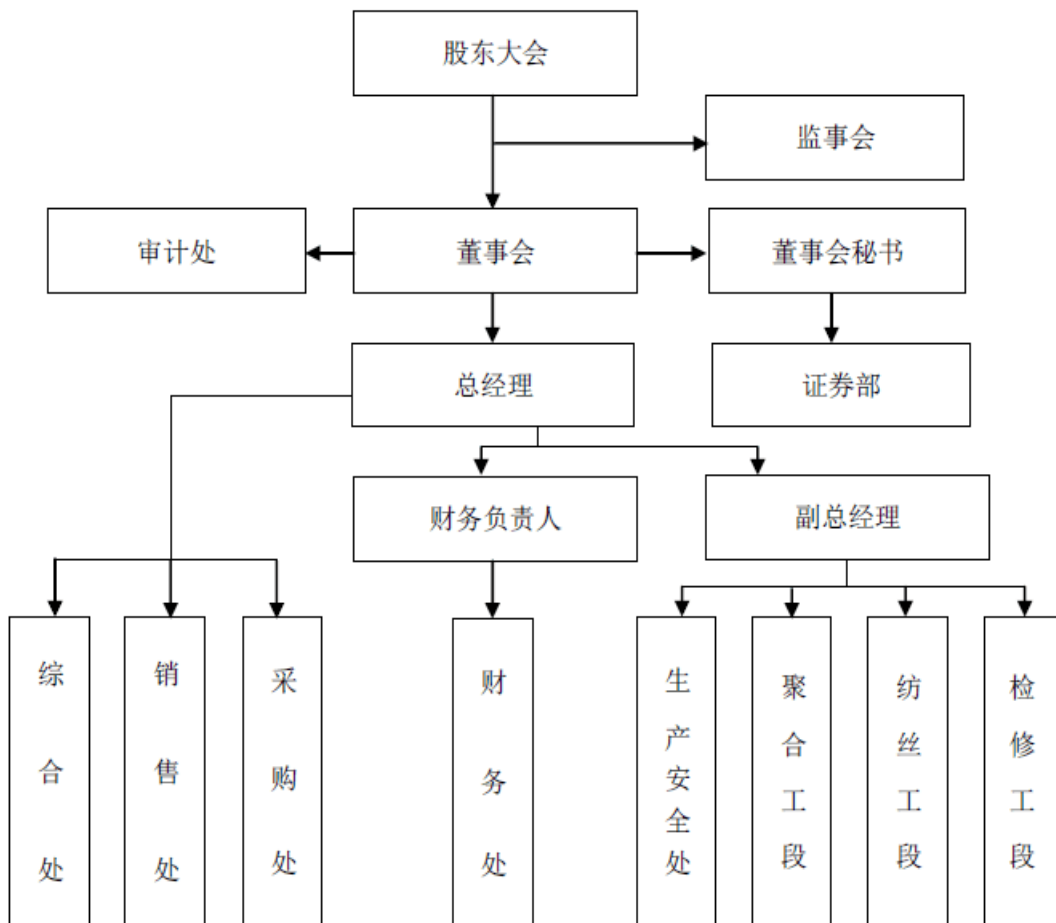 股东大会
监事会
审计处
董事会
董事会秘书
总经理
证券部
财务负责人
副总经理
综合处
销售处
采购处
财务处
生产安全处
聚合工段
纺丝工段
检修工段